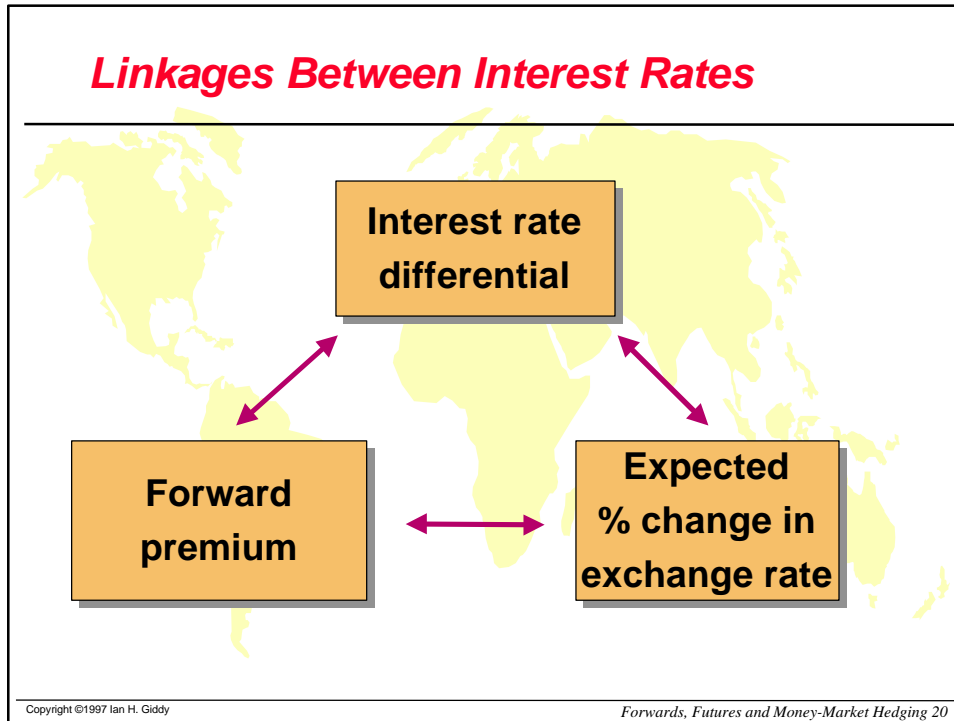 Linkages Between Interest Rates
Interest rate
differential
Forward
premium
Expected
% change in
exchange rate
Copyright ©1997 Ian H. Giddy
Forwards, Futures and Money-Market Hedging 20